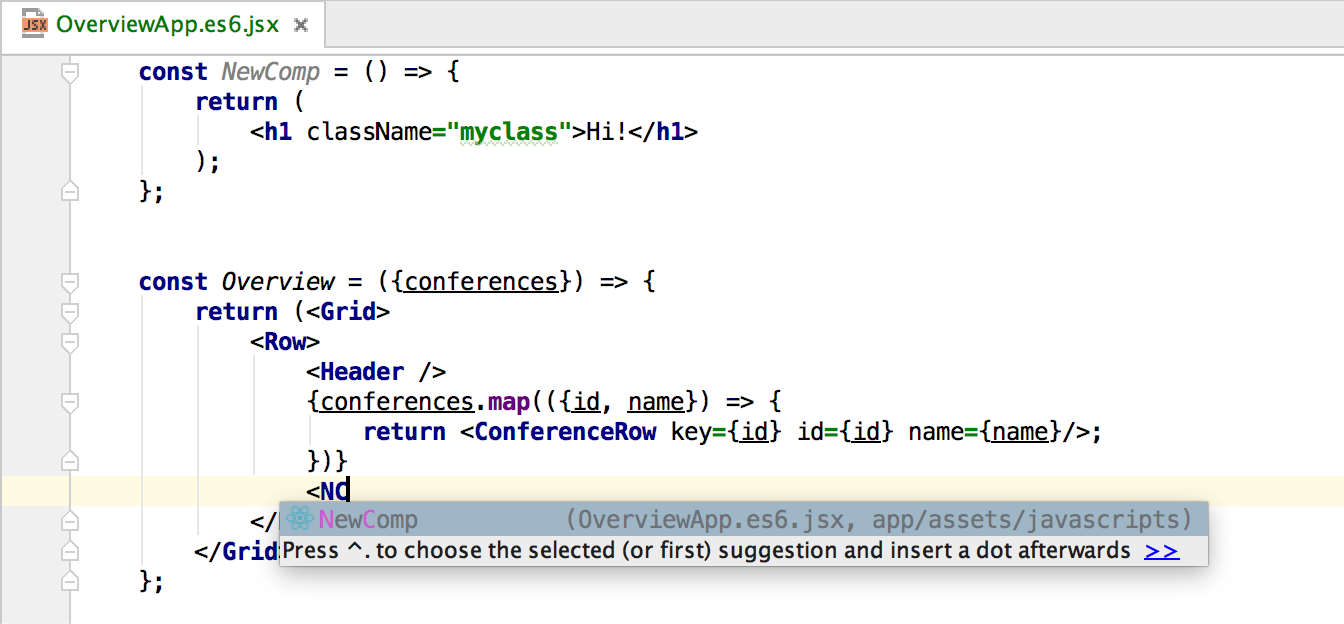 JSX OverviewApp.es6.jsx ×
const NewComp = () => {
return (
<h1 className="myclass">Hi!</h1>
);
};
const Overview = ({conferences}) => {
return (<Grid>
<Row>
<Header />
{conferences.map(({id, name}) => {
return <ConferenceRow key={id} id={id} name={name}/>;
})}
<NC
</
NewComp (OverviewApp.es6.jsx, app/assets/javascripts)
</Grid
Press ^. to choose the selected (or first) suggestion and insert a dot afterwards >>
};